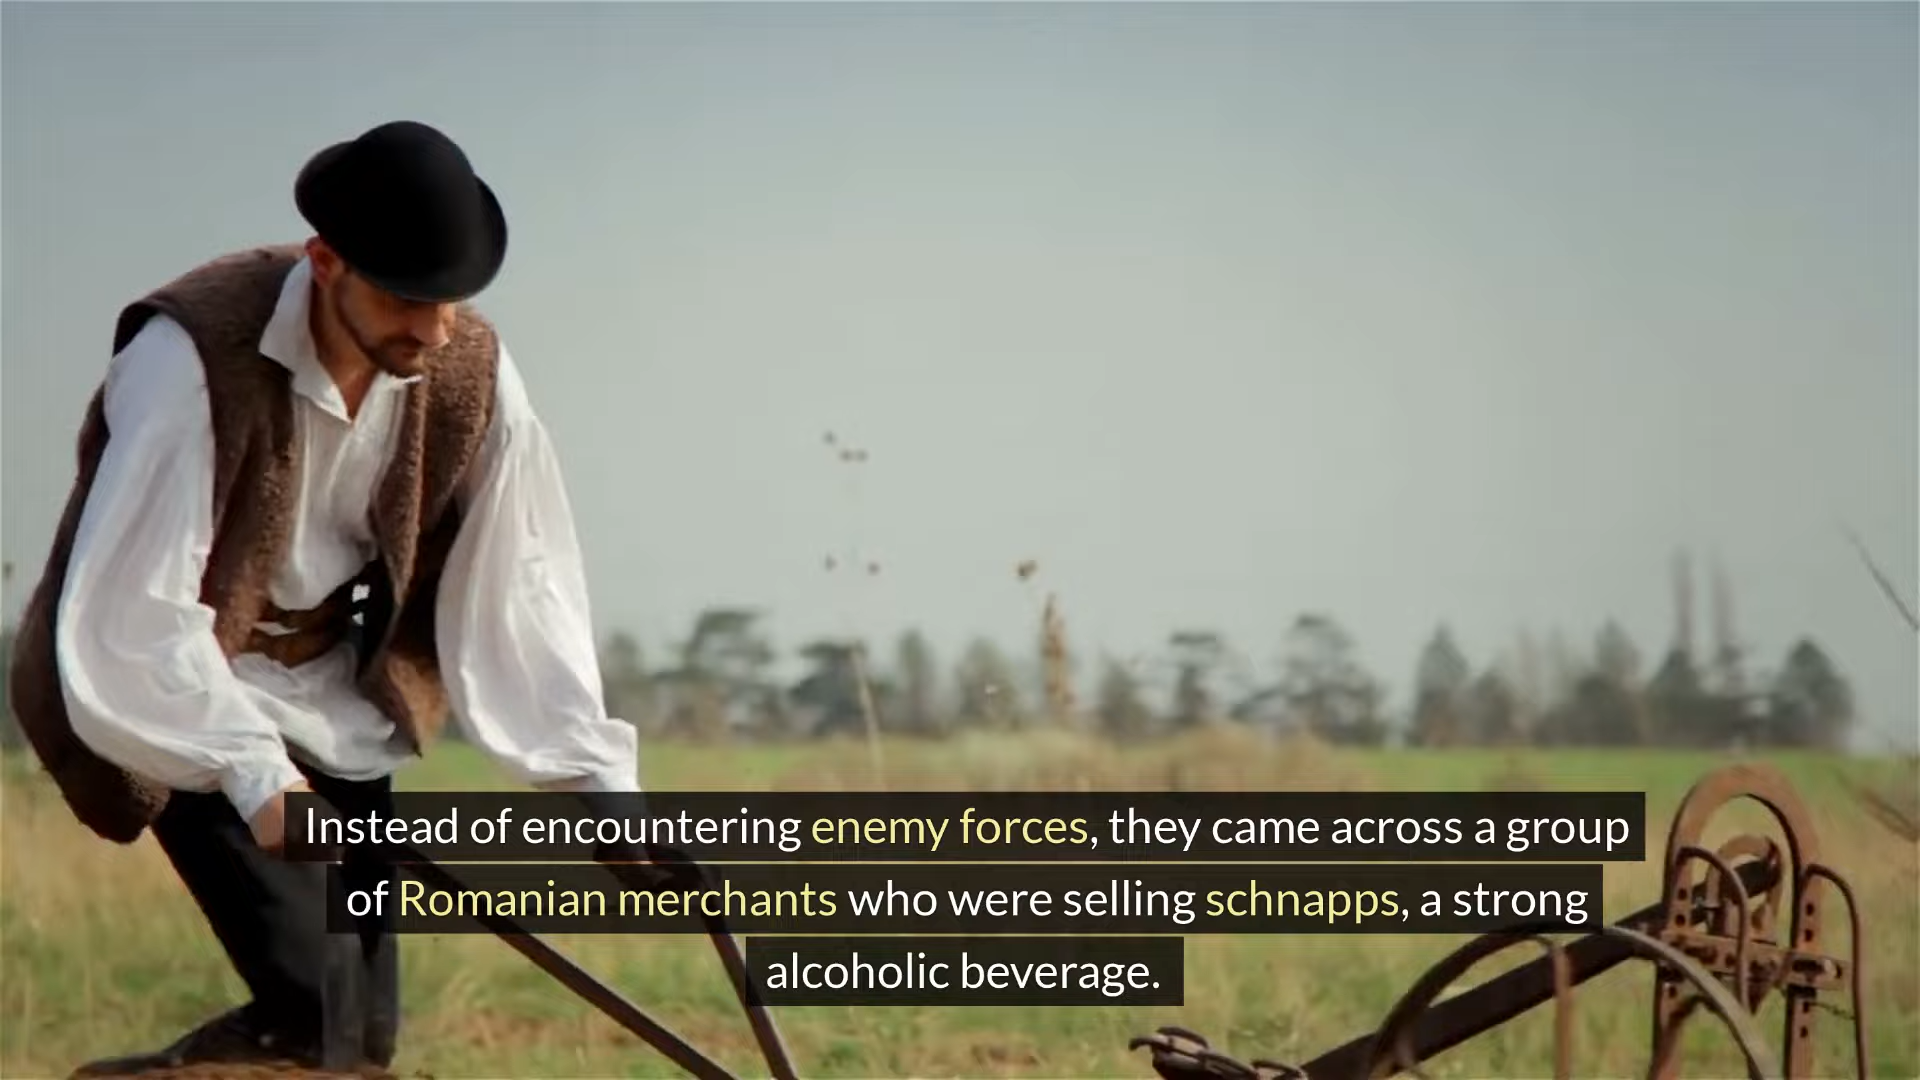 Instead of encountering enemy forces, they came across a group
of Romanian merchants who were selling schnapps, a strong
alcoholic beverage.